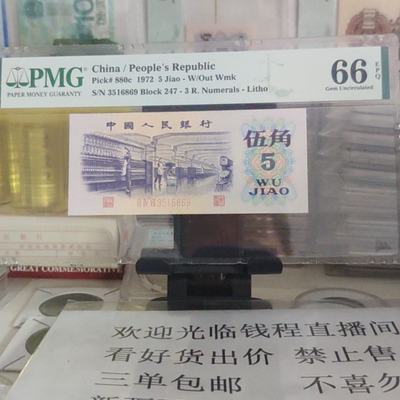 PMG
PAPER MONEY GUARANTY
China / People's Republic
Pick# 880c 1972 5 Jiao - W/Out Wmk
S/N 3516869 Block 247 - 3 R. Numerals - Litho
66 EPQ
Gem Uncirculated
中國人民銀行
伍角
5
WU
JIAO
3516869
GREAT COMMEMORATIVE
欢迎光临钱程直播间
看好货出价 禁止售
三单包邮 不喜勿